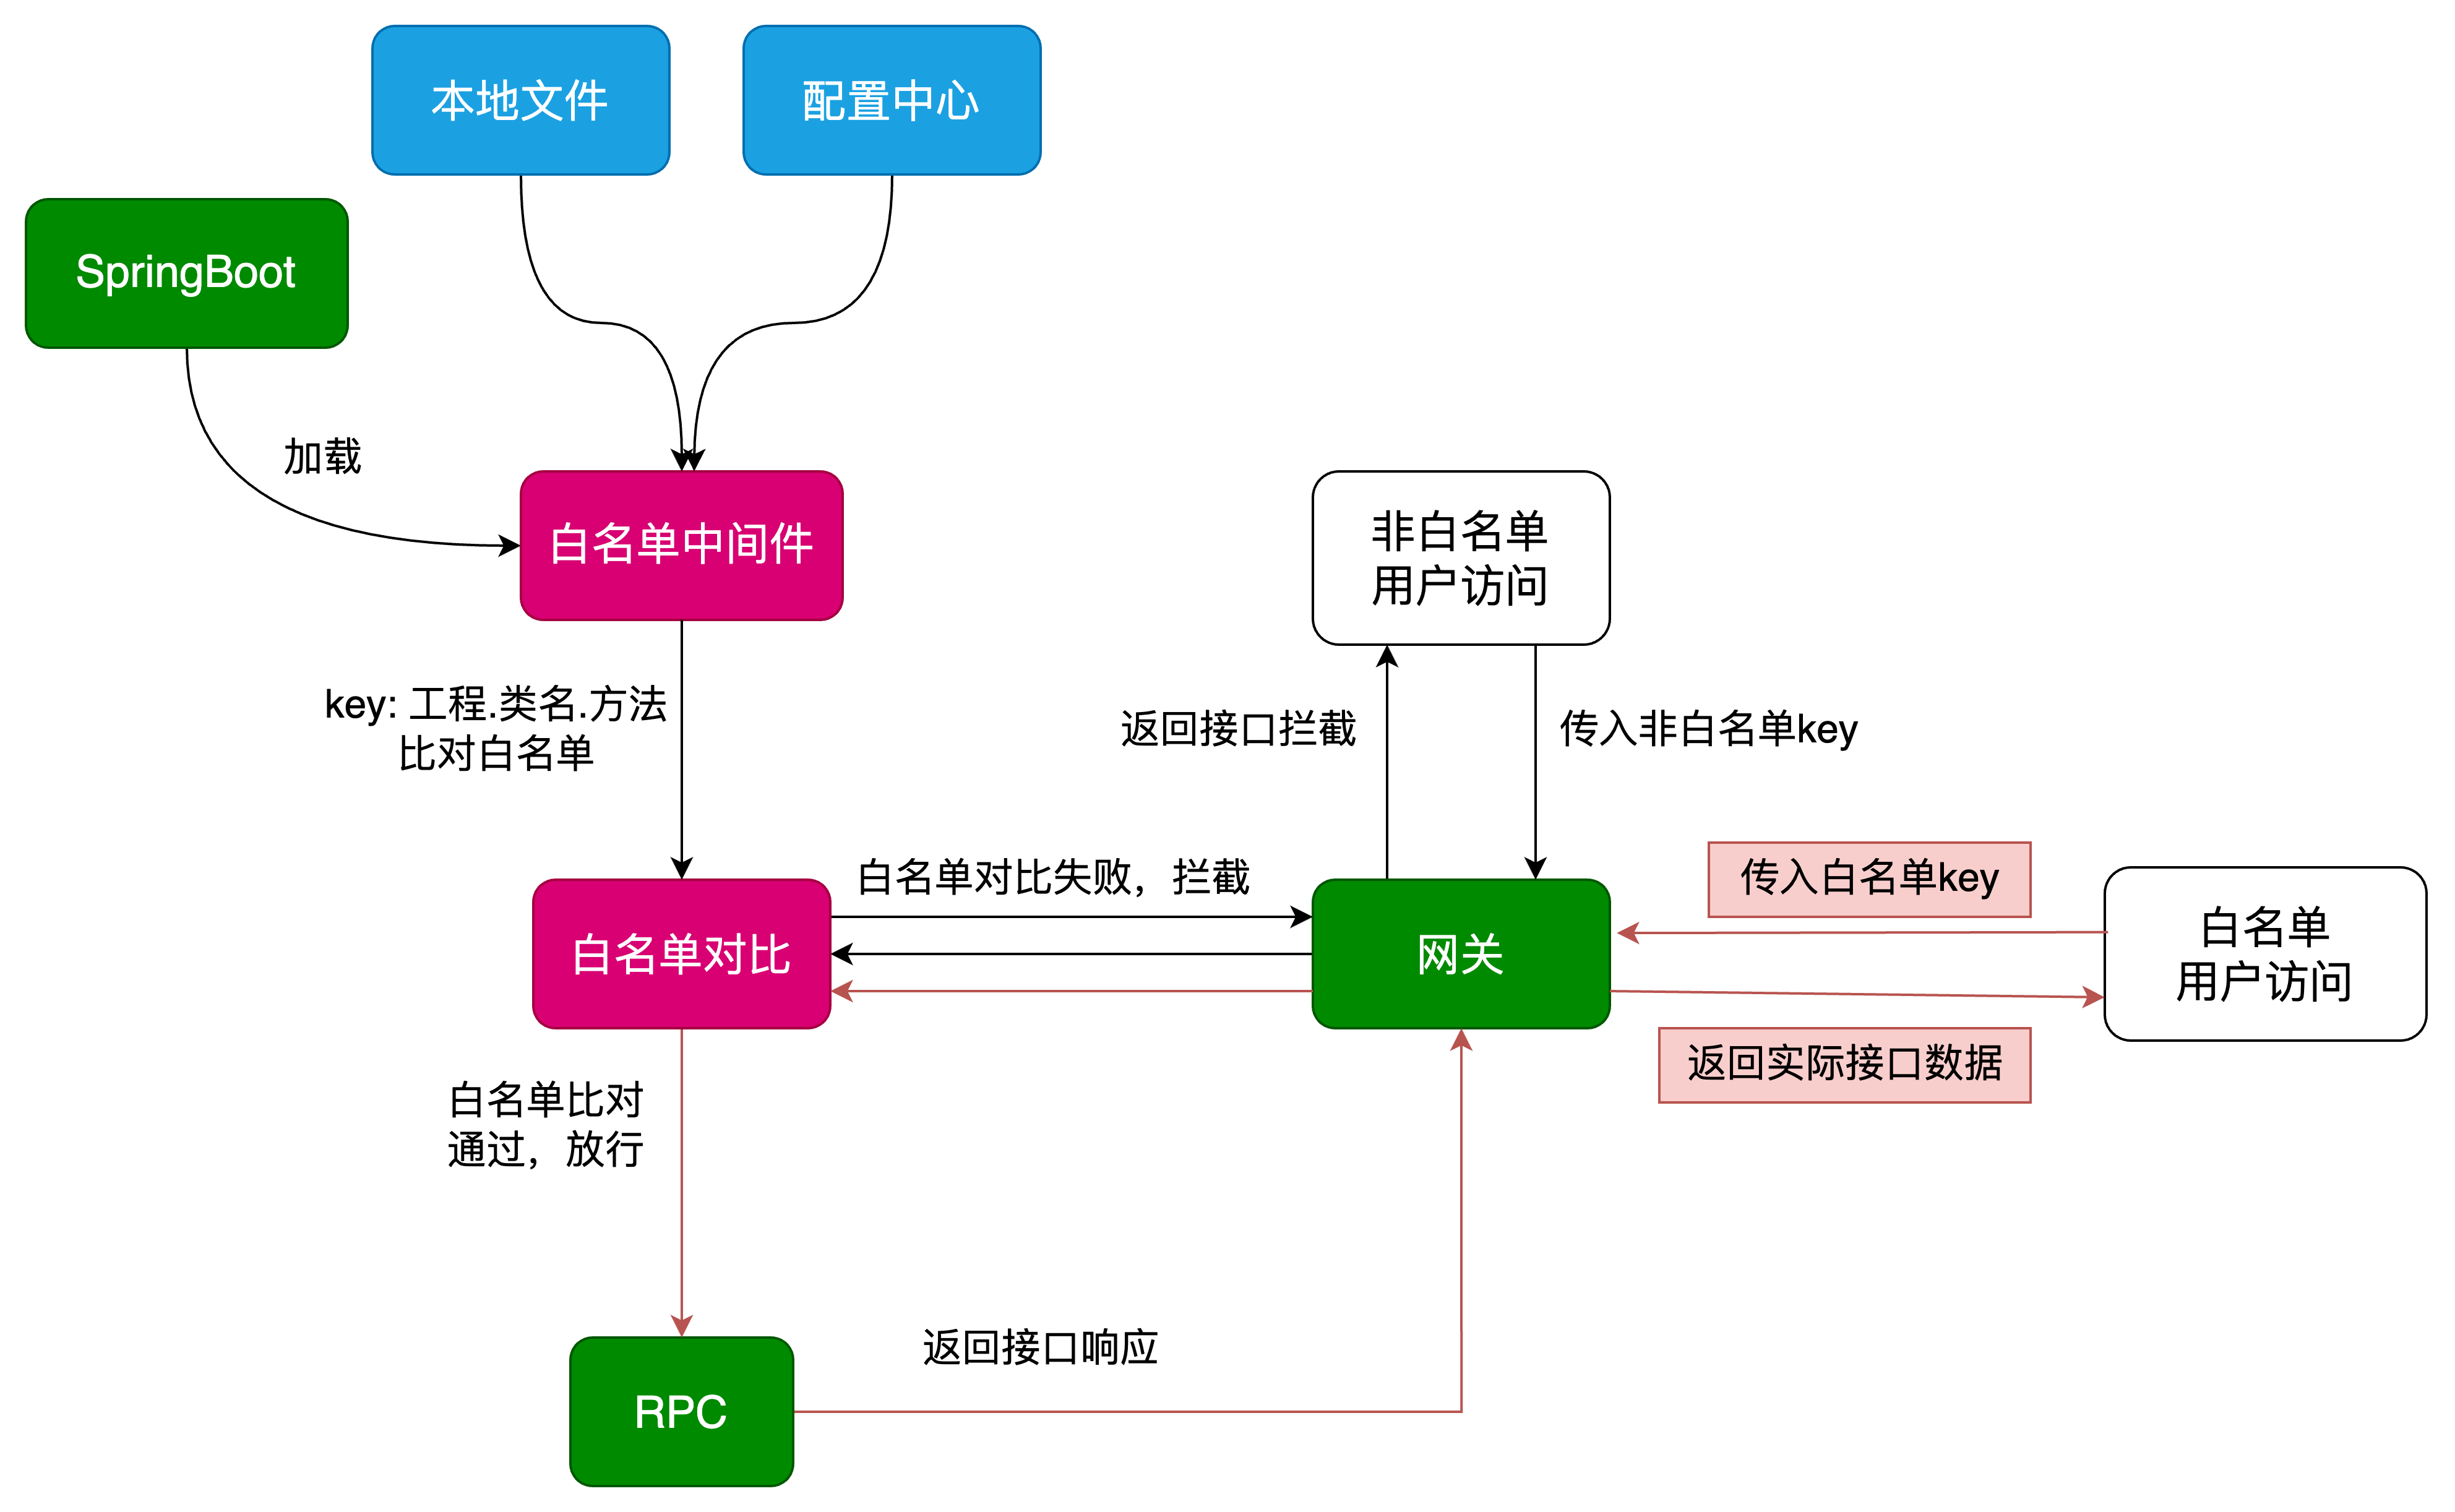 本地文件
配置中心
SpringBoot
加载
白名单中间件
非白名单
用户访问
key: 工程.类名.方法
比对白名单
返回接口拦截
传入非白名单key
白名单对比失败，拦截
传入白名单key
白名单对比
网关
白名单
用户访问
返回实际接口数据
白名单比对
通过，放行
返回接口响应
RPC